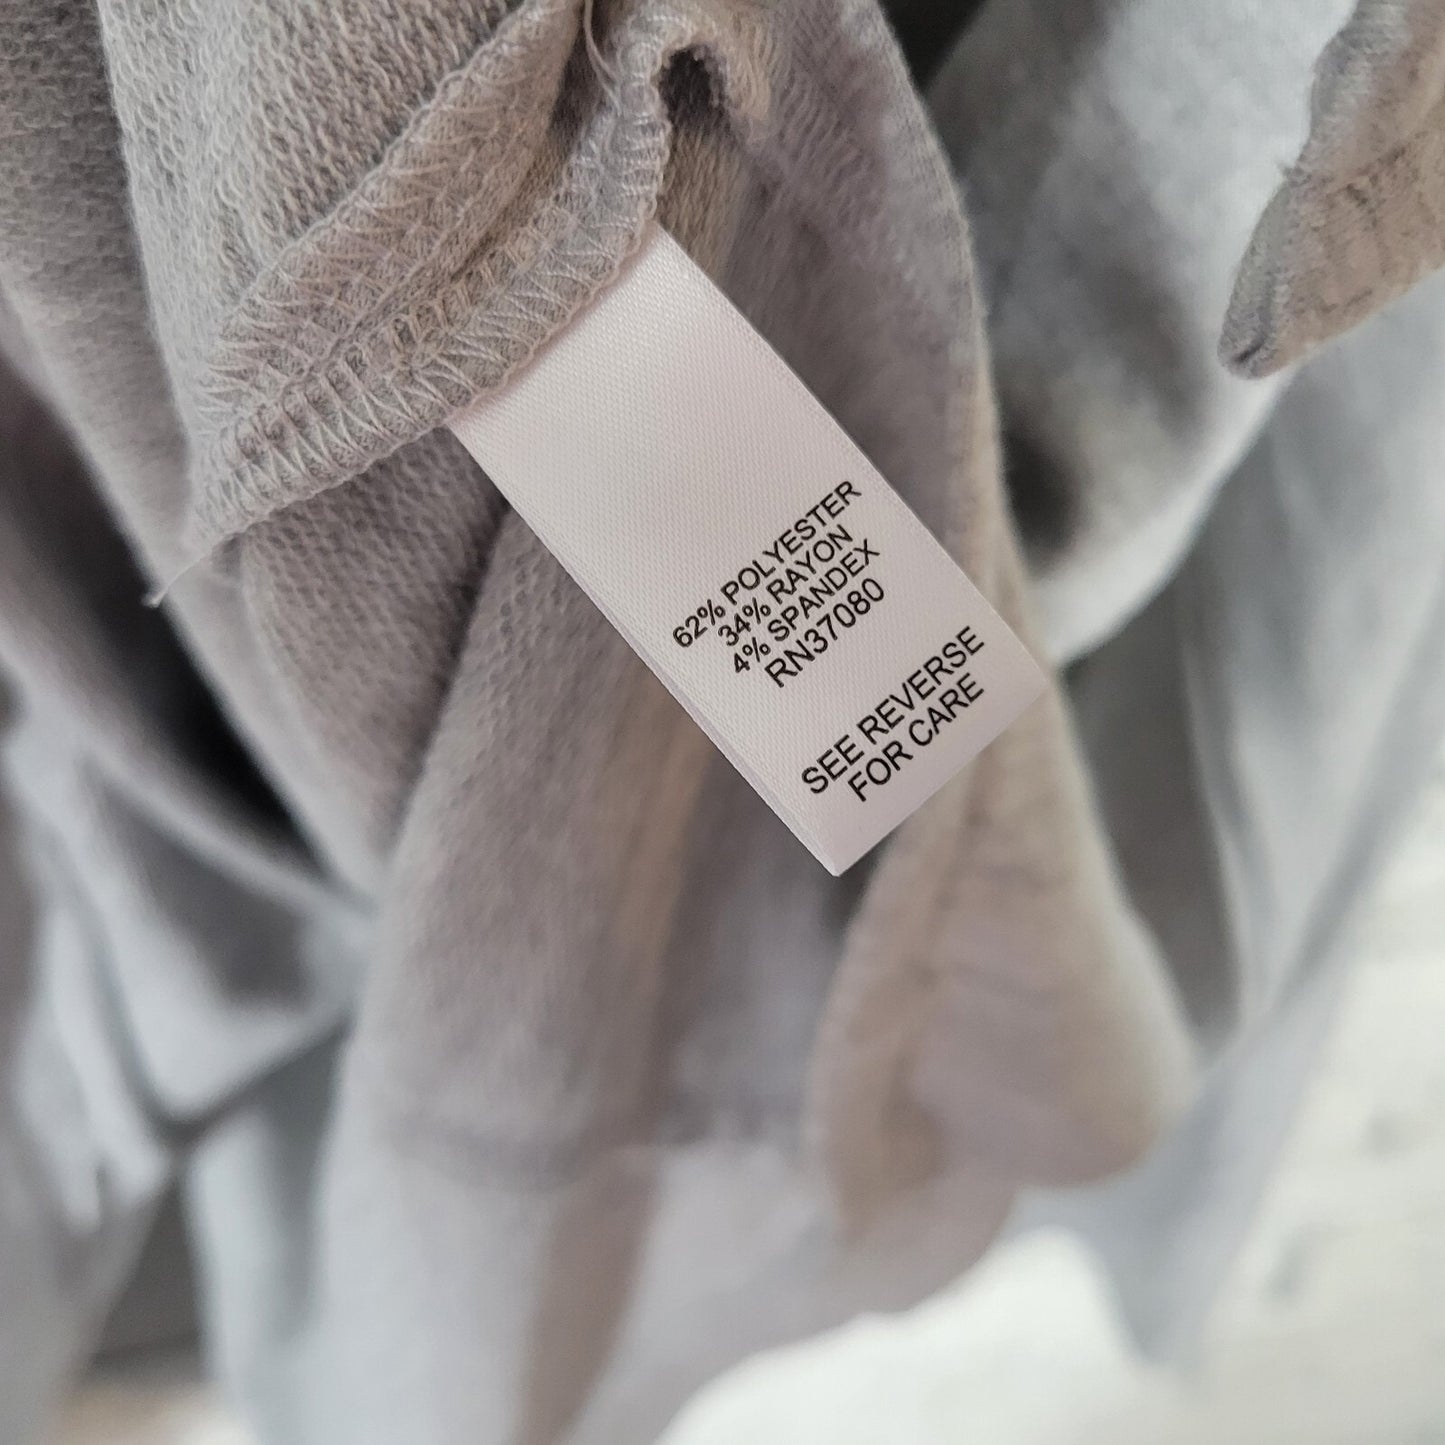 62% POLYESTER
34% RAYON
4% SPANDEX
RN37080
SEE REVERSE
FOR CARE